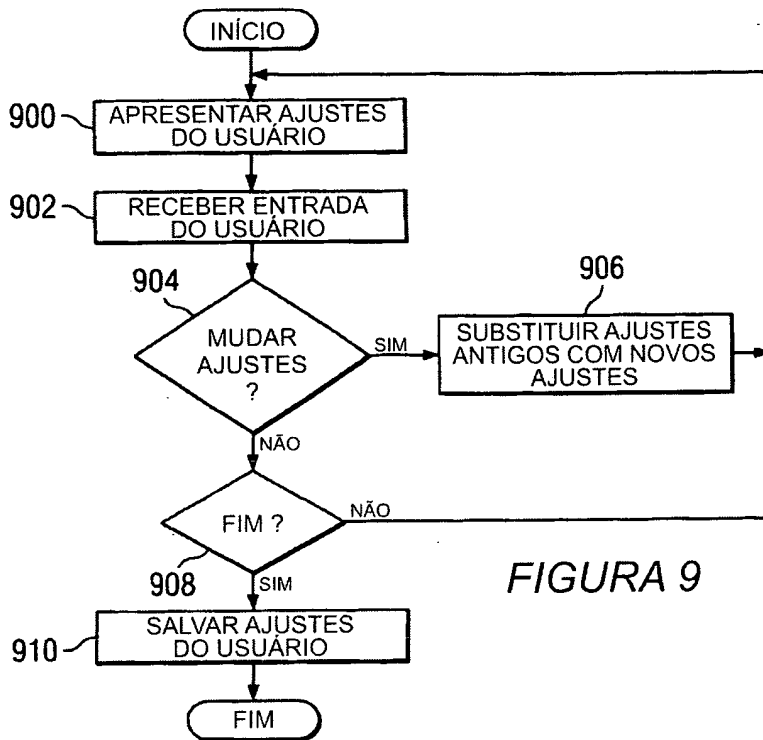 INÍCIO
900
APRESENTAR AJUSTES
DO USUÁRIO
902
RECEBER ENTRADA
DO USUÁRIO
904
MUDAR
AJUSTES
?
SIM
906
SUBSTITUIR AJUSTES
ANTIGOS COM NOVOS
AJUSTES
NÃO
FIM ?
NÃO
908
SIM
FIGURA 9
910
SALVAR AJUSTES
DO USUÁRIO
FIM